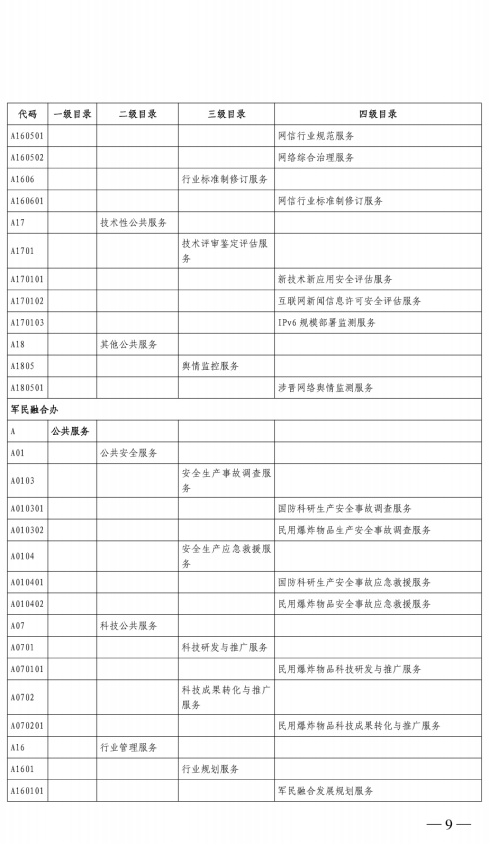 代码 一级目录 二级目录 三级目录 四级目录
A160501 网信行业规范服务
A160502 网络综合治理服务
A1606 行业标准制修订服务
A160601 网信行业标准制修订服务
A17 技术性公共服务
A1701 技术评审鉴定评估服
务
A170101 新技术新应用安全评估服务
A170102 互联网新闻信息许可安全评估服务
A170103 IPv6 规模部署监测服务
A18 其他公共服务
A1805 舆情监控服务
A180501 涉晋网络舆情监测服务
军民融合办
A 公共服务
A01 公共安全服务
A0103 安全生产事故调查服
务
A010301 国防科研生产安全事故调查服务
A010302 民用爆炸物品生产安全事故调查服务
A0104 安全生产应急救援服
务
A010401 国防科研生产安全事故应急救援服务
A010402 民用爆炸物品安全事故应急救援服务
A07 科技公共服务
A0701 科技研发与推广服务
A070101 民用爆炸物品科技研发与推广服务
A0702 科技成果转化与推广
服务
A070201 民用爆炸物品科技成果转化与推广服务
A16 行业管理服务
A1601 行业规划服务
A160101 军民融合发展规划服务
— 9 —